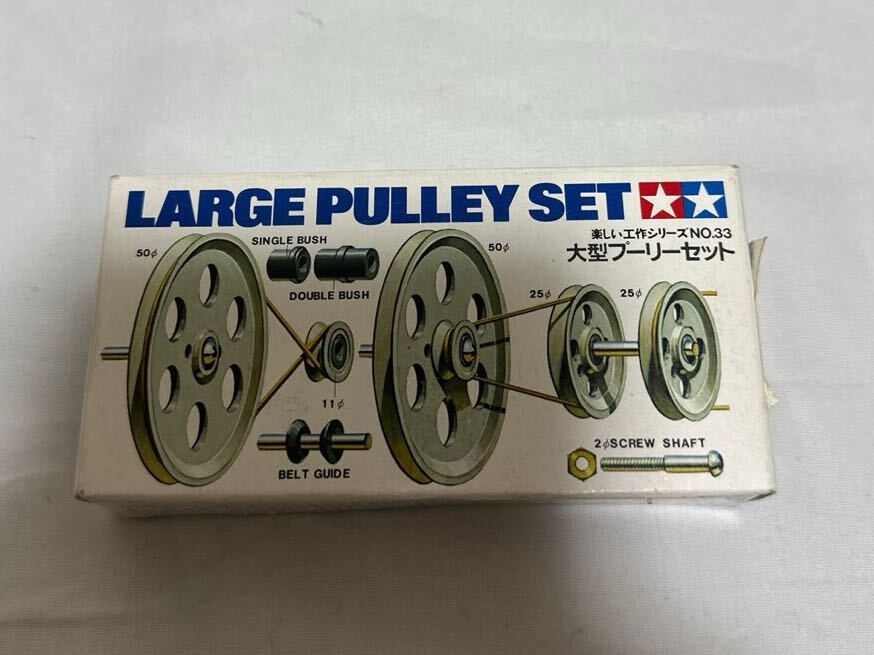 LARGE PULLEY SET
楽しい工作シリーズNO.33
大型プーリーセット
50φ
SINGLE BUSH
DOUBLE BUSH
50φ
25φ
25φ
11φ
BELT GUIDE
2φSCREW SHAFT